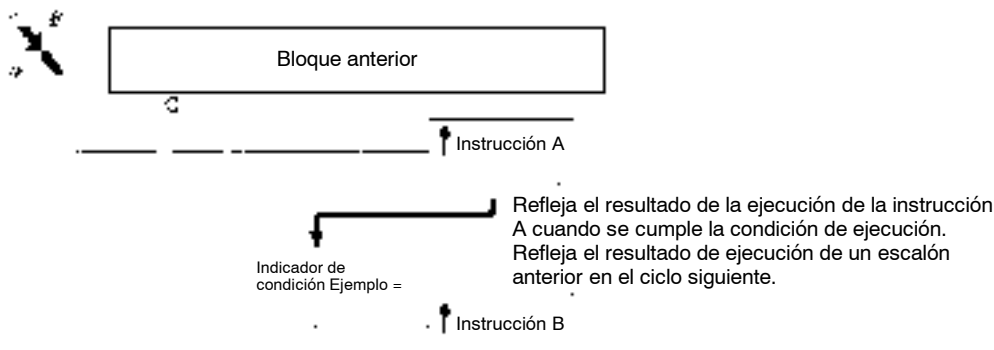 Bloque anterior
Instrucción A
Refleja el resultado de la ejecución de la instrucción
A cuando se cumple la condición de ejecución.
Refleja el resultado de ejecución de un escalón
anterior en el ciclo siguiente.
Indicador de
condición Ejemplo =
Instrucción B